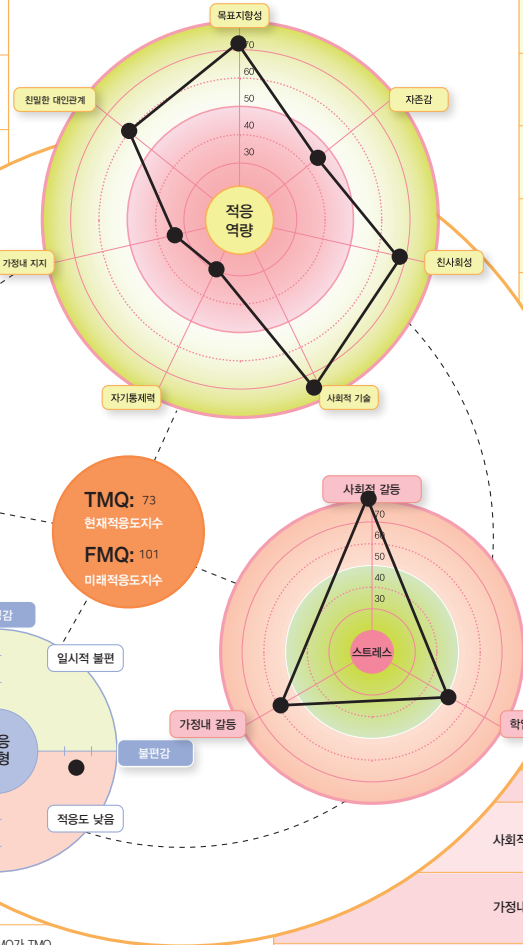 목표지향성
70
60
50
40
30
친밀한 대인관계
자존감
적응
역량
가정내 지지
친사회성
자기통제력
사회적 기술
TMQ: 73
현재적응도지수
FMQ: 101
미래적응도지수
사회적 갈등
70
60
50
40
30
스트레스
가정내 갈등
일시적 불편
불편감
적응도 낮음